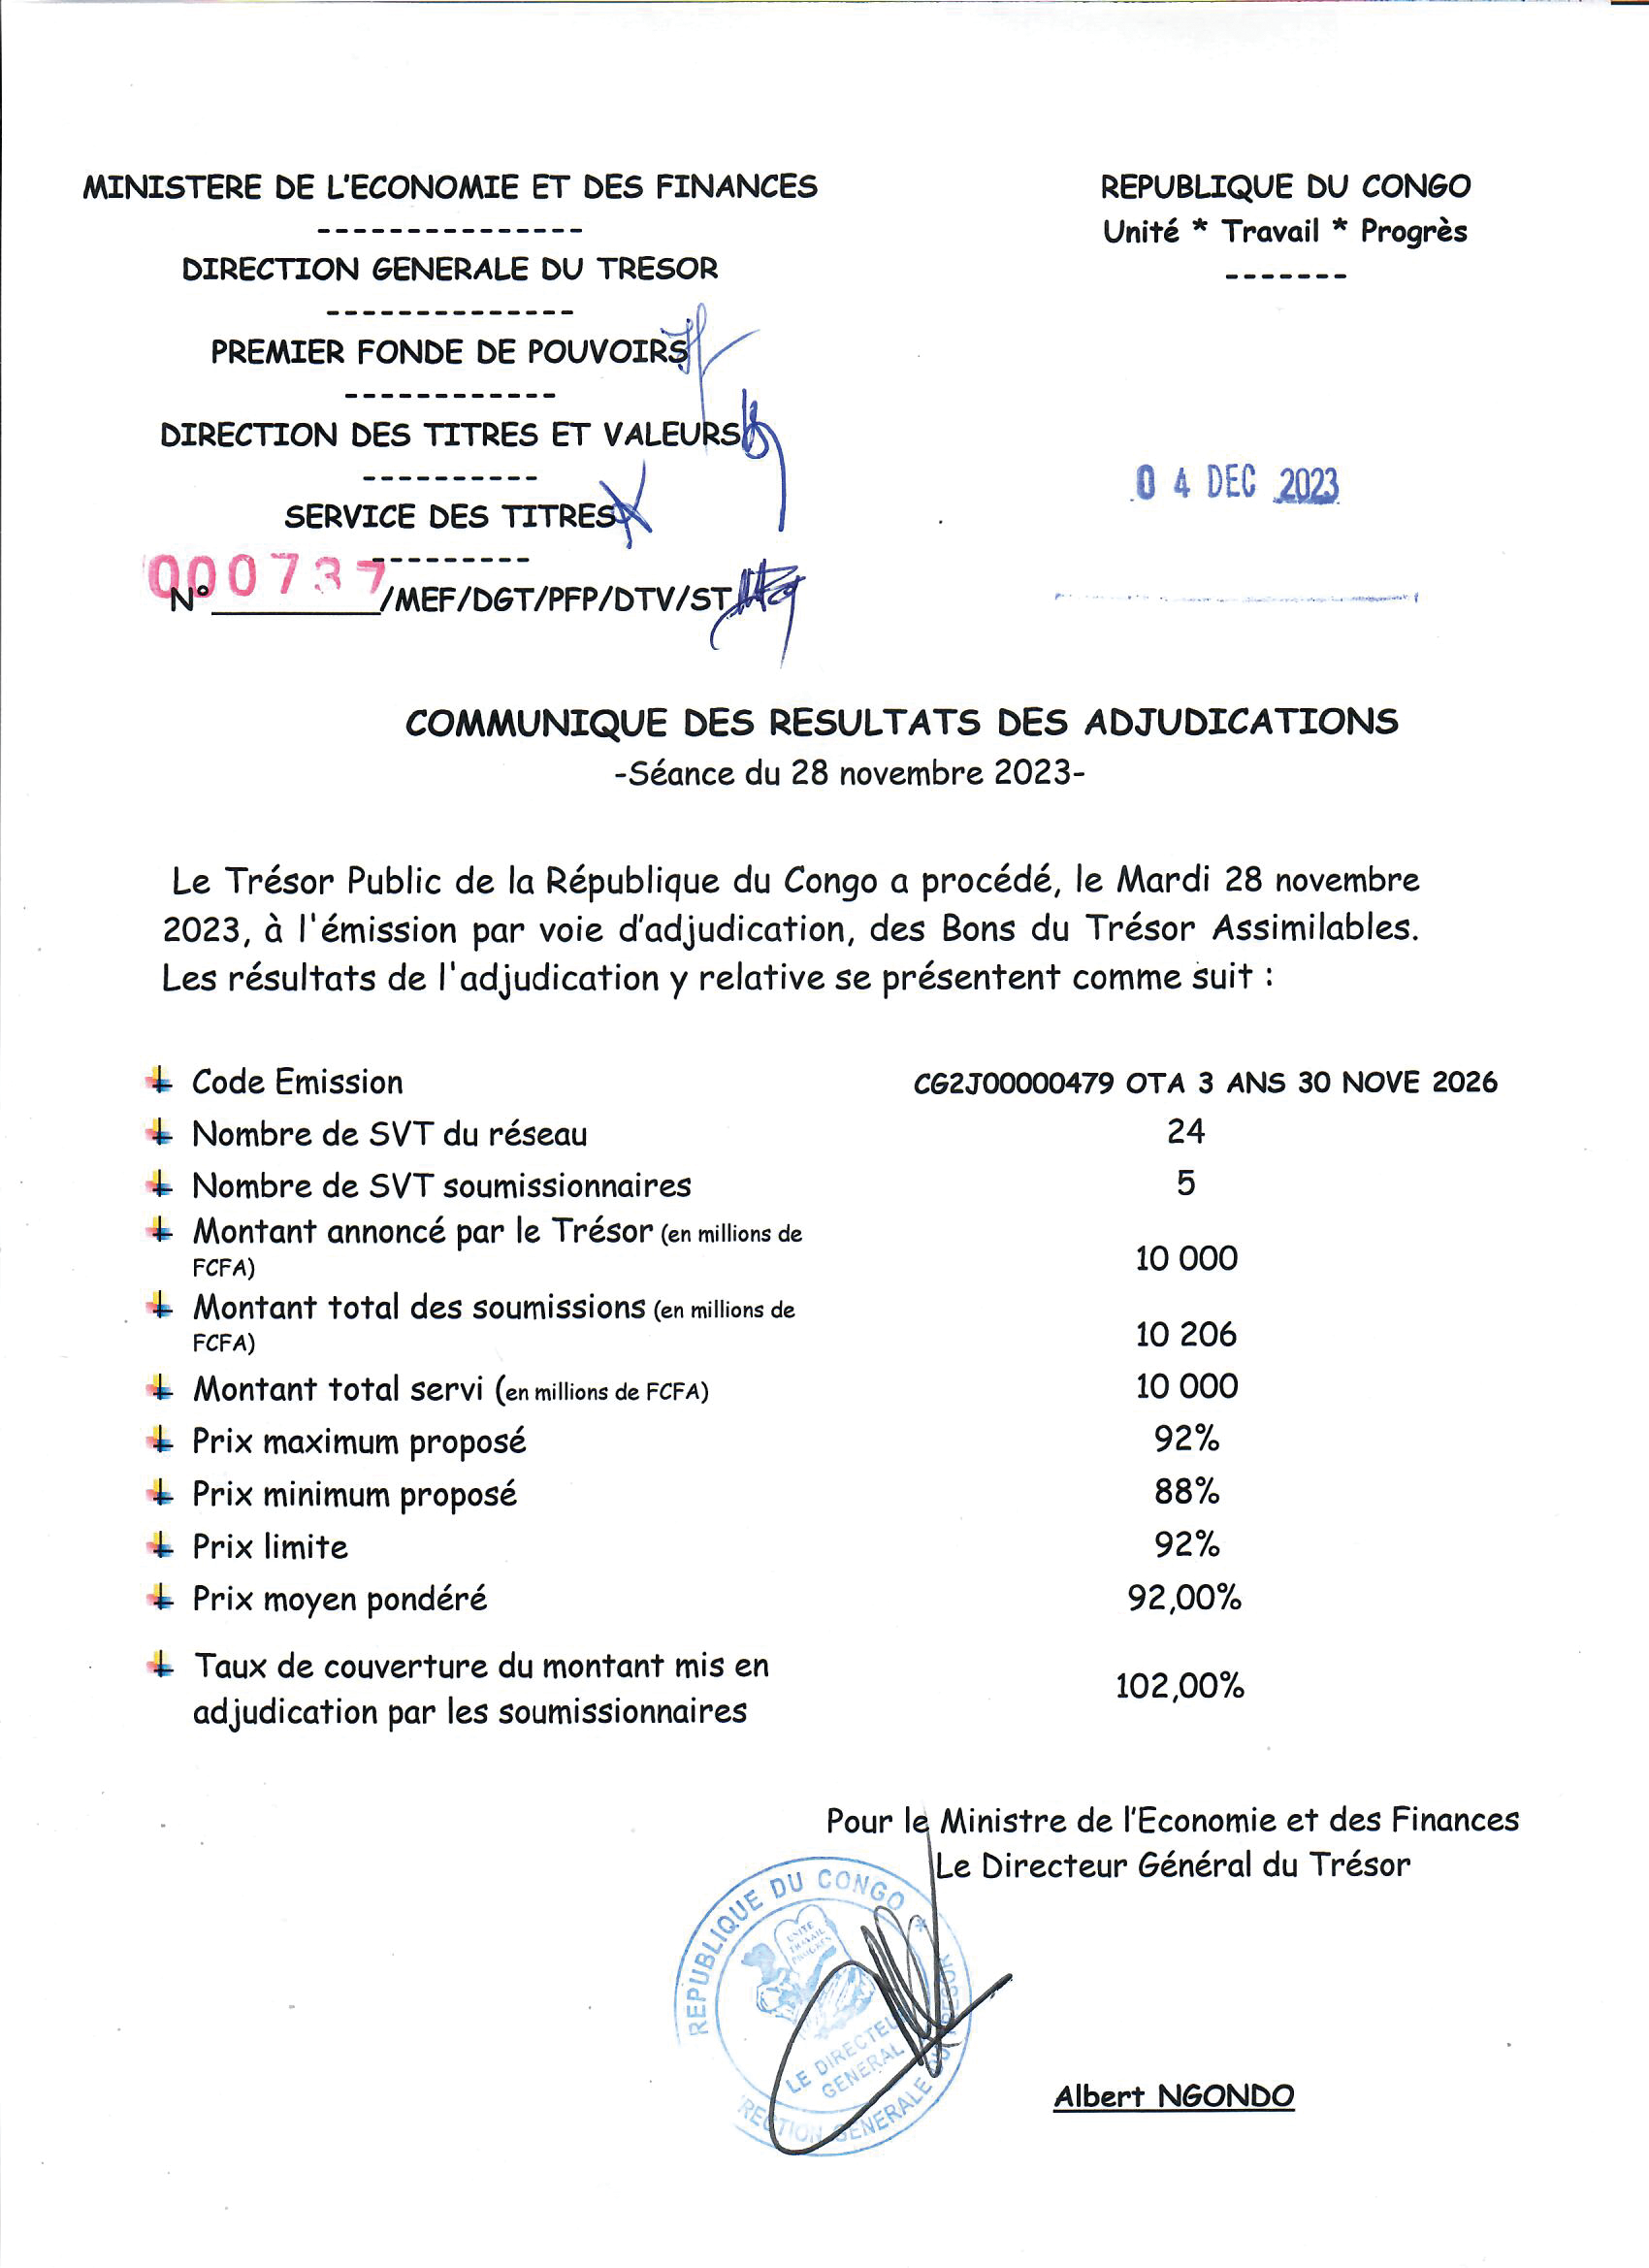 MINISTERE DE L'ECONOMIE ET DES FINANCES
---------------
DIRECTION GENERALE DU TRESOR
--------------
PREMIER FONDE DE POUVOIRS
------------
DIRECTION DES TITRES ET VALEURS
----------
SERVICE DES TITRES
---------
000737
N°__________/MEF/DGT/PFP/DTV/ST
REPUBLIQUE DU CONGO
Unité * Travail * Progrès
-------
04 DEC 2023
COMMUNIQUE DES RESULTATS DES ADJUDICATIONS
-Séance du 28 novembre 2023-
Le Trésor Public de la République du Congo a procédé, le Mardi 28 novembre
2023, à l'émission par voie d'adjudication, des Bons du Trésor Assimilables.
Les résultats de l'adjudication y relative se présentent comme suit :
Code Emission CG2J00000479 OTA 3 ANS 30 NOVE 2026
Nombre de SVT du réseau 24
Nombre de SVT soumissionnaires 5
Montant annoncé par le Trésor (en millions de
FCFA) 10 000
Montant total des soumissions (en millions de
FCFA) 10 206
Montant total servi (en millions de FCFA) 10 000
Prix maximum proposé 92%
Prix minimum proposé 88%
Prix limite 92%
Prix moyen pondéré 92,00%
Taux de couverture du montant mis en
adjudication par les soumissionnaires 102,00%
Pour le Ministre de l'Economie et des Finances
Le Directeur Général du Trésor
REPUBLIQUE DU CONGO *
UNITE
TRAVAIL
PROGRES
LE DIRECTEUR
GENERAL
GENERALE DU TRESOR
Albert NGONDO